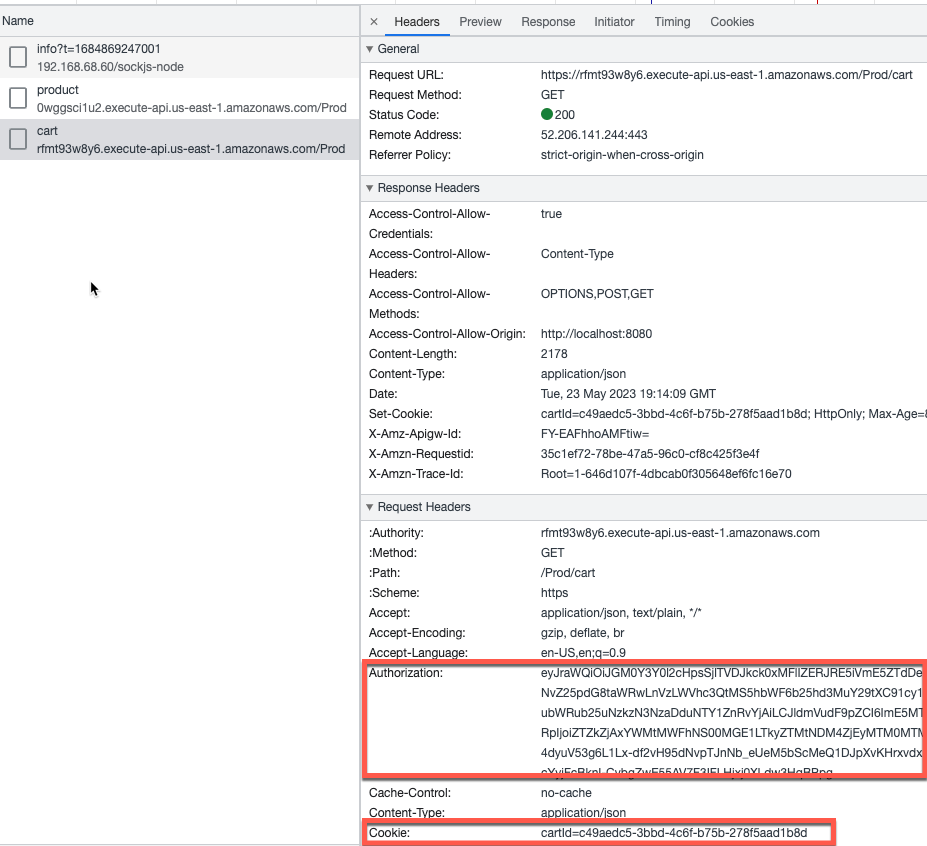 Name
info?t=1684869247001
192.168.68.60/sockjs-node
product
0wggsci1u2.execute-api.us-east-1.amazonaws.com/Prod
cart
rfmt93w8y6.execute-api.us-east-1.amazonaws.com/Prod
× Headers Preview Response Initiator Timing Cookies
▼ General
Request URL: https://rfmt93w8y6.execute-api.us-east-1.amazonaws.com/Prod/cart
Request Method: GET
Status Code: 200
Remote Address: 52.206.141.244:443
Referrer Policy: strict-origin-when-cross-origin
▼ Response Headers
Access-Control-Allow- true
Credentials:
Access-Control-Allow- Content-Type
Headers:
Access-Control-Allow- OPTIONS,POST,GET
Methods:
Access-Control-Allow-Origin: http://localhost:8080
Content-Length: 2178
Content-Type: application/json
Date: Tue, 23 May 2023 19:14:09 GMT
Set-Cookie: cartId=c49aedc5-3bbd-4c6f-b75b-278f5aad1b8d; HttpOnly; Max-Age=
X-Amz-Apigw-Id: FY-EAFhhoAMFtiw=
X-Amzn-Requestid: 35c1ef72-78be-47a5-96c0-cf8c425f3e4f
X-Amzn-Trace-Id: Root=1-646d107f-4dbcab0f305648ef6fc16e70
▼ Request Headers
:Authority: rfmt93w8y6.execute-api.us-east-1.amazonaws.com
:Method: GET
:Path: /Prod/cart
:Scheme: https
Accept: application/json, text/plain, */*
Accept-Encoding: gzip, deflate, br
Accept-Language: en-US,en;q=0.9
Authorization:
Cache-Control: no-cache
Content-Type: application/json
Cookie: cartId=c49aedc5-3bbd-4c6f-b75b-278f5aad1b8d